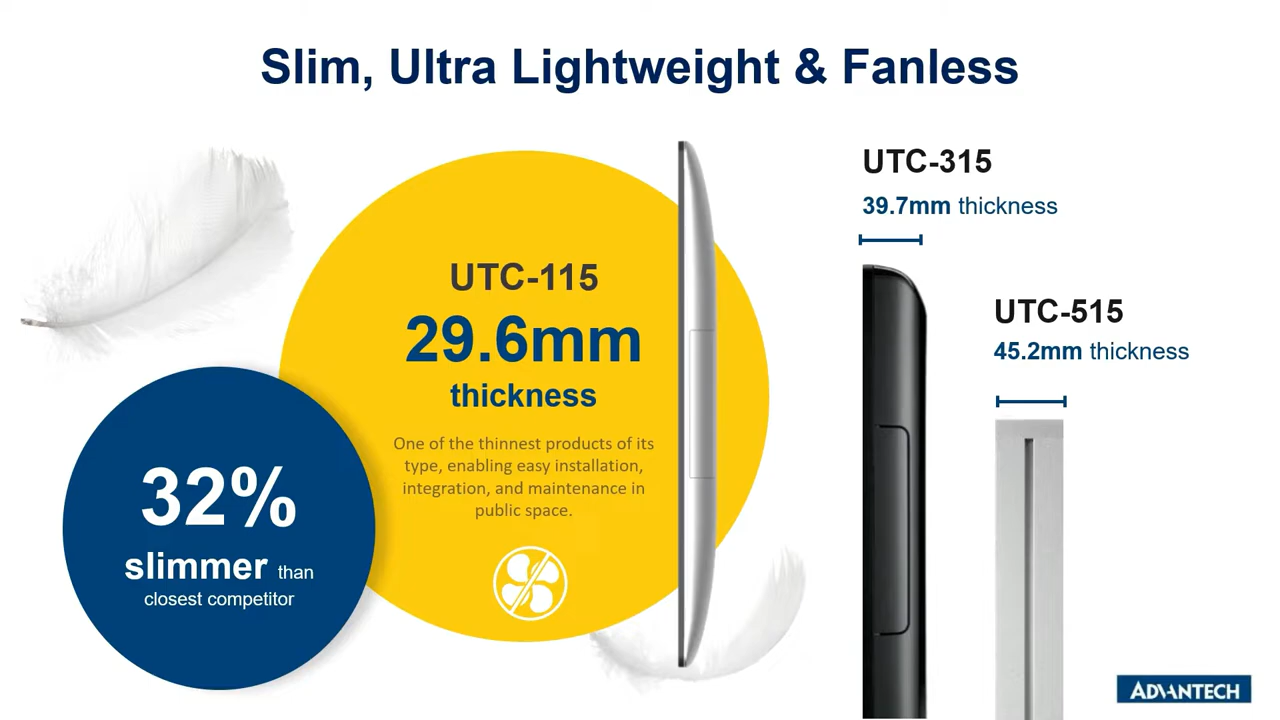 Slim, Ultra Lightweight & Fanless
UTC-115
29.6mm
thickness
One of the thinnest products of its
type, enabling easy installation,
integration, and maintenance in
public space.
32%
slimmer than
closest competitor
UTC-315
39.7mm thickness
UTC-515
45.2mm thickness
ADVANTECH